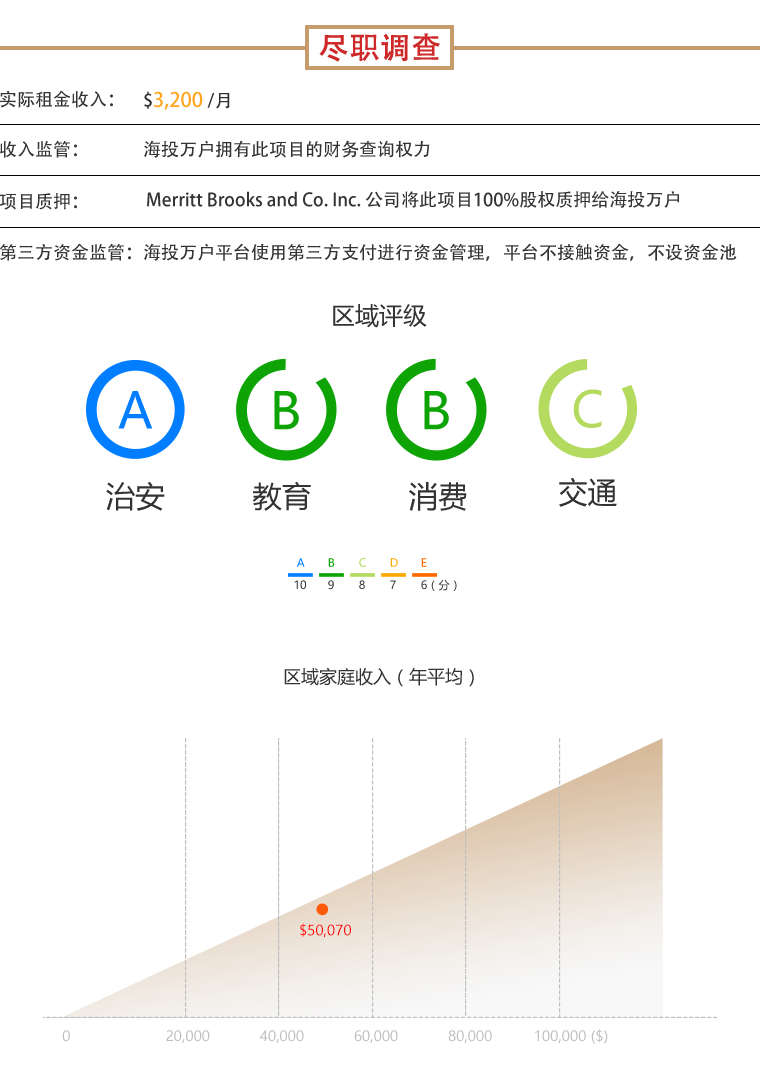 尽职调查
实际租金收入： $3,200 /月
收入监管： 海投万户拥有此项目的财务查询权力
项目质押： Merritt Brooks and Co. Inc. 公司将此项目100%股权质押给海投万户
第三方资金监管：海投万户平台使用第三方支付进行资金管理，平台不接触资金，不设资金池
区域评级
A B B C
治安 教育 消费 交通
A B C D E
10 9 8 7 6 ( 分 )
区域家庭收入（年平均）
$50,070
0 20,000 40,000 60,000 80,000 100,000 ($)